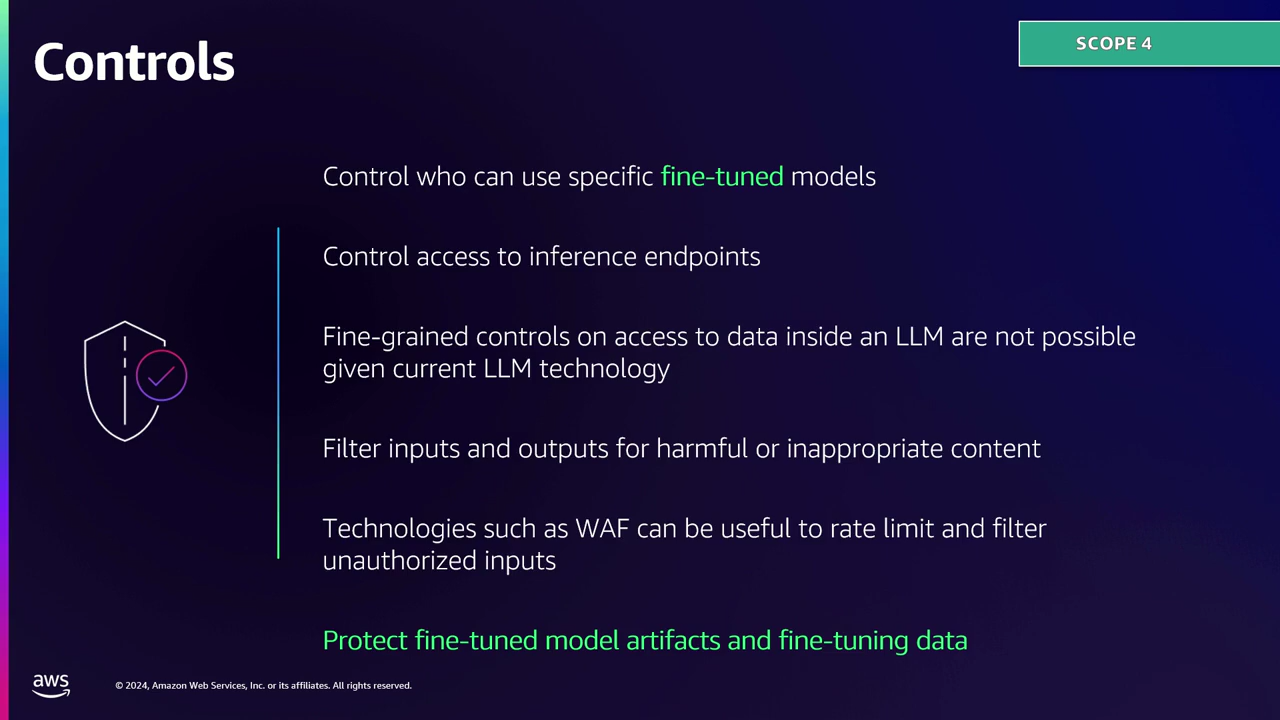 Controls
SCOPE 4
Control who can use specific fine-tuned models
Control access to inference endpoints
Fine-grained controls on access to data inside an LLM are not possible
given current LLM technology
Filter inputs and outputs for harmful or inappropriate content
Technologies such as WAF can be useful to rate limit and filter
unauthorized inputs
Protect fine-tuned model artifacts and fine-tuning data
aws
© 2024, Amazon Web Services, Inc. or its affiliates. All rights reserved.